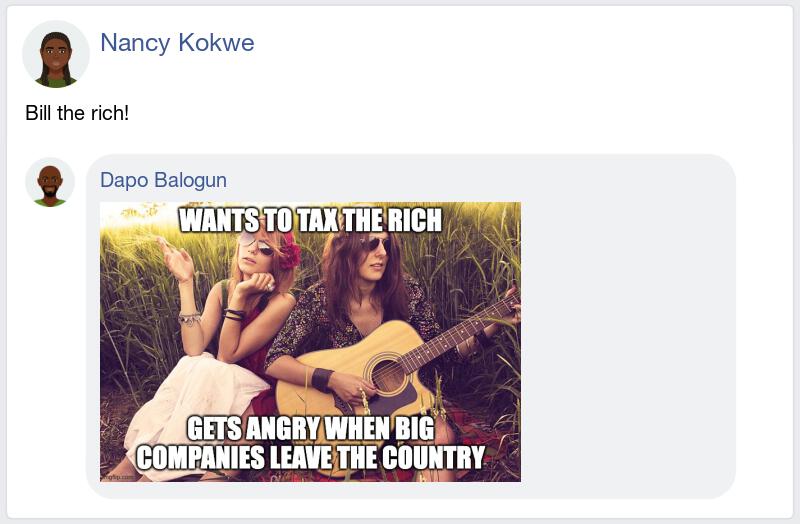 Nancy Kokwe
Bill the rich!
Dapo Balogun
WANTS TO TAX THE RICH
GETS ANGRY WHEN BIG
COMPANIES LEAVE THE COUNTRY
imgflip.com